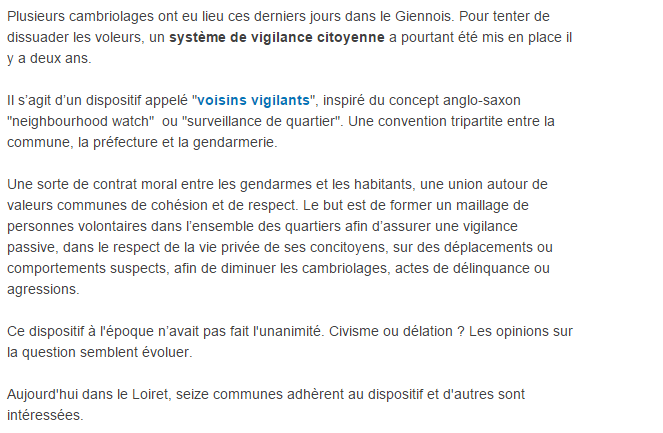 Plusieurs cambriolages ont eu lieu ces derniers jours dans le Giennois. Pour tenter de
dissuader les voleurs, un système de vigilance citoyenne a pourtant été mis en place il
y a deux ans.
Il s’agit d’un dispositif appelé "voisins vigilants", inspiré du concept anglo-saxon
"neighbourhood watch"  ou "surveillance de quartier". Une convention tripartite entre la
commune, la préfecture et la gendarmerie.
Une sorte de contrat moral entre les gendarmes et les habitants, une union autour de
valeurs communes de cohésion et de respect. Le but est de former un maillage de
personnes volontaires dans l’ensemble des quartiers afin d’assurer une vigilance
passive, dans le respect de la vie privée de ses concitoyens, sur des déplacements ou
comportements suspects, afin de diminuer les cambriolages, actes de délinquance ou
agressions.
Ce dispositif à l'époque n’avait pas fait l'unanimité. Civisme ou délation ? Les opinions sur
la question semblent évoluer.
Aujourd'hui dans le Loiret, seize communes adhèrent au dispositif et d'autres sont
intéressées.